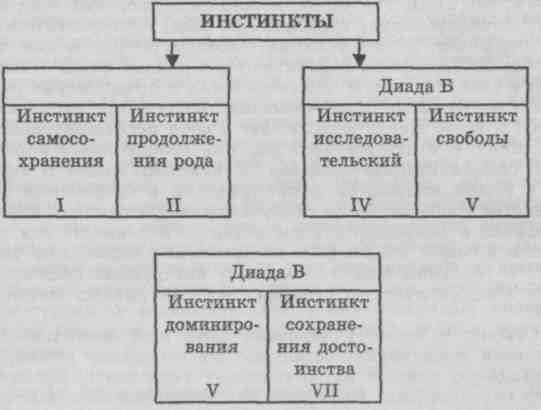 ИНСТИНКТЫ
Инстинкт
самосо-
хранения
I
Инстинкт
продолже-
ния рода
II
Диада Б
Инстинкт
исследова-
тельский
IV
Инстинкт
свободы
V
Диада В
Инстинкт
доминиро-
вания
V
Инстинкт
сохране-
ния досто-
инства
VII